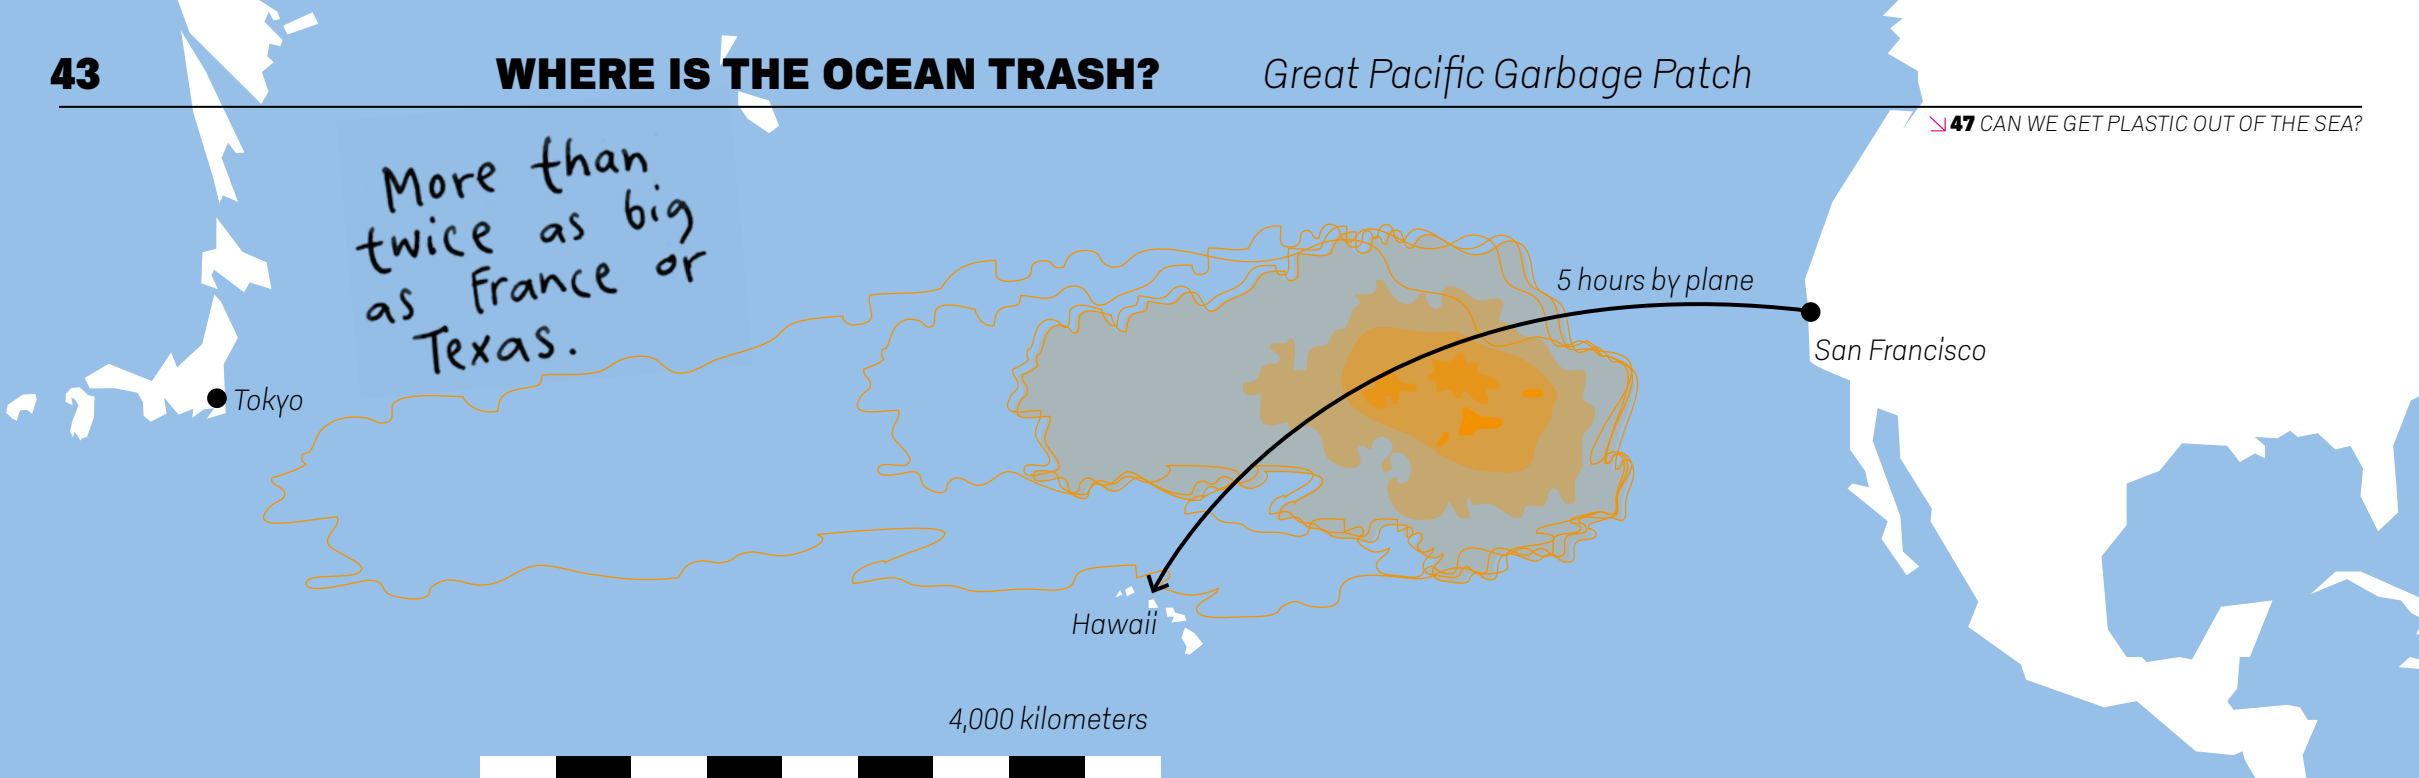 43
WHERE IS THE OCEAN TRASH? Great Pacific Garbage Patch
↘47 CAN WE GET PLASTIC OUT OF THE SEA?
More than
twice as big
as France or
Texas.
5 hours by plane
San Francisco
Tokyo
Hawaii
4,000 kilometers